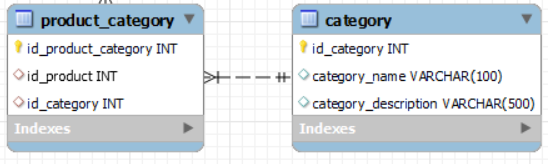 product_category
id_product_category INT
id_product INT
id_category INT
Indexes
category
id_category INT
category_name VARCHAR(100)
category_description VARCHAR(500)
Indexes